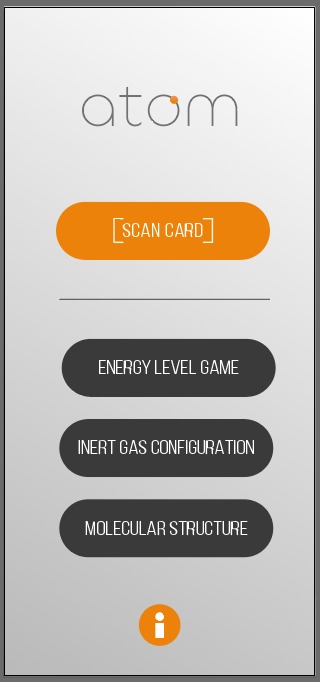 atom
[SCAN CARD]
ENERGY LEVEL GAME
INERT GAS CONFIGURATION
MOLECULAR STRUCTURE
i